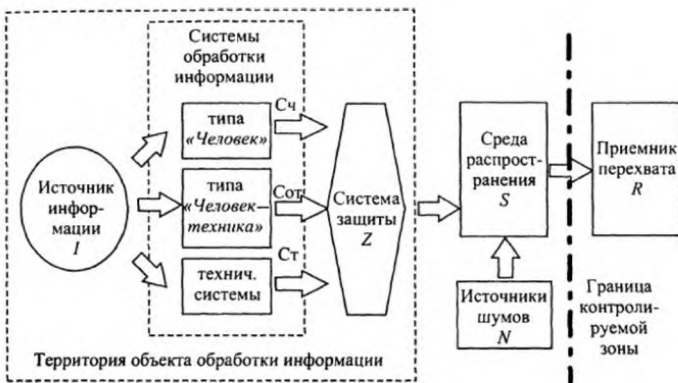 Системы
обработки
информации
Источник
инфор-
мации
I
типа
«Человек»
типа
«Человек—
техника»
технич.
системы
Сч
Сот
Ст
Система
защиты
Z
Среда
распрост-
ранения
S
Приемник
перехвата
R
Источники
шумов
N
Граница
контроли-
руемой
зоны
Территория объекта обработки информации